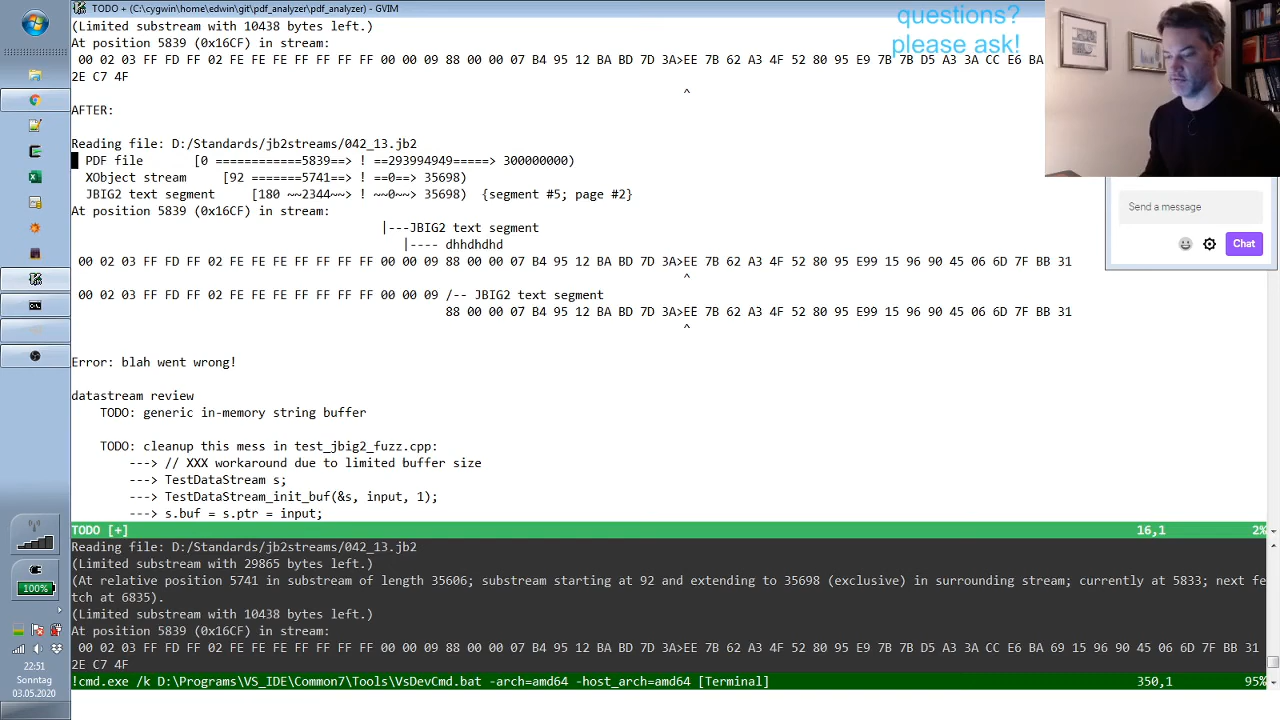 TODO + (C:\cygwin\home\edwin\git\pdf_analyzer\pdf_analyzer) - GVIM
questions?
please ask!
(Limited substream with 10438 bytes left.)
At position 5839 (0x16CF) in stream:
00 02 03 FF FD FF 02 FE FE FE FF FF FF 00 00 09 88 00 00 07 B4 95 12 BA BD 7D 3A>EE 7B 62 A3 4F 52 80 95 E9 7B 7B D5 A3 3A CC E6 BA
2E C7 4F
^
AFTER:
Reading file: D:/Standards/jb2streams/042_13.jb2
PDF file [0 ============5839==> ! ==293994949=====> 300000000)
XObject stream [92 ======5741==> ! ==0==> 35698)
JBIG2 text segment [180 ~~2344~~> ! ~~0~~> 35698) {segment #5; page #2}
At position 5839 (0x16CF) in stream:
|---JBIG2 text segment
|---- dhhdhdhd
00 02 03 FF FD FF 02 FE FE FE FF FF FF 00 00 09 88 00 00 07 B4 95 12 BA BD 7D 3A>EE 7B 62 A3 4F 52 80 95 E99 15 96 90 45 06 6D 7F BB 31
^
00 02 03 FF FD FF 02 FE FE FE FF FF FF 00 00 09 /-- JBIG2 text segment
88 00 00 07 B4 95 12 BA BD 7D 3A>EE 7B 62 A3 4F 52 80 95 E99 15 96 90 45 06 6D 7F BB 31
^
Error: blah went wrong!
datastream review
TODO: generic in-memory string buffer
TODO: cleanup this mess in test_jbig2_fuzz.cpp:
---> // XXX workaround due to limited buffer size
---> TestDataStream s;
---> TestDataStream_init_buf(&s, input, 1);
---> s.buf = s.ptr = input;
TODO [+] 16,1 2%
Reading file: D:/Standards/jb2streams/042_13.jb2
(Limited substream with 29865 bytes left.)
(At relative position 5741 in substream of length 35606; substream starting at 92 and extending to 35698 (exclusive) in surrounding stream; currently at 5833; next fe
tch at 6835).
(Limited substream with 10438 bytes left.)
At position 5839 (0x16CF) in stream:
00 02 03 FF FD FF 02 FE FE FE FF FF FF 00 00 09 88 00 00 07 B4 95 12 BA BD 7D 3A>EE 7B 62 A3 4F 52 80 95 E9 7B 7B D5 A3 3A CC E6 BA 69 15 96 90 45 06 6D 7F BB 31
2E C7 4F
!cmd.exe /k D:\Programs\VS_IDE\Common7\Tools\VsDevCmd.bat -arch=amd64 -host_arch=amd64 [Terminal] 350,1 95%
Send a message
Chat
100%
22:51
Sonntag
03.05.2020